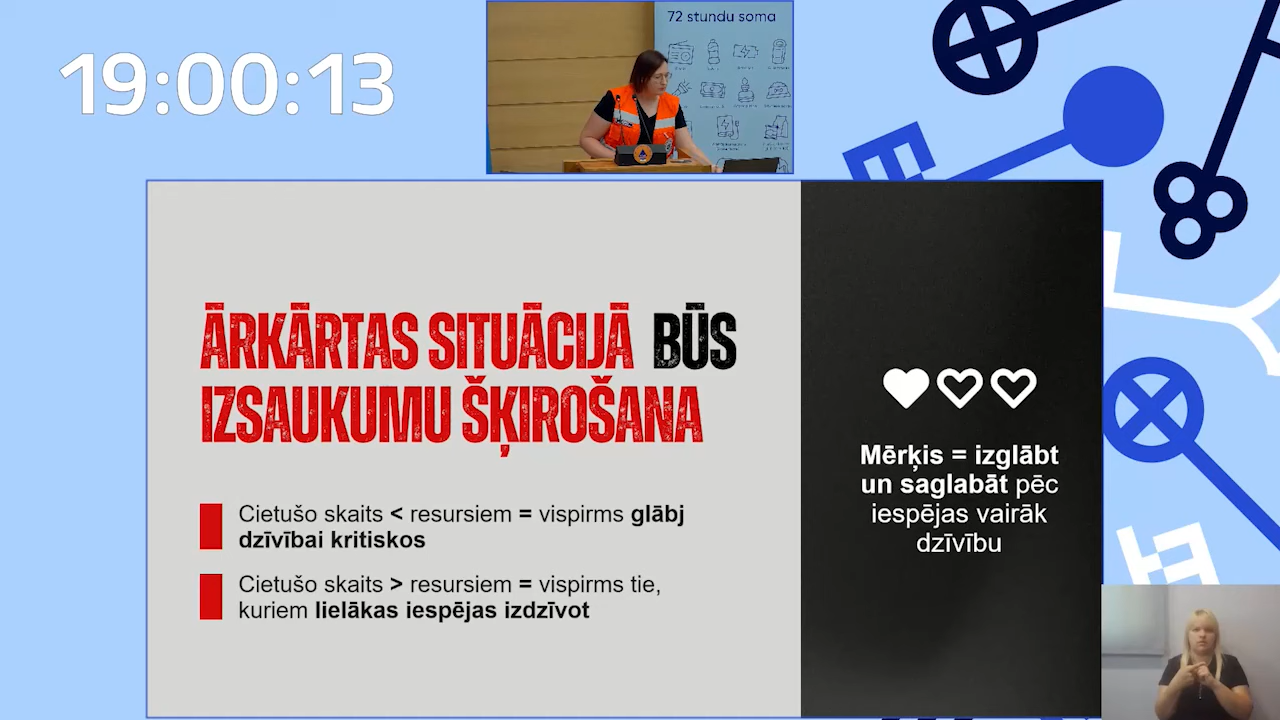 19:00:13
72 stundu soma
ĀRKĀRTAS SITUĀCIJĀ BŪS
IZSAUKUMU ŠĶIROŠANA
Cietušo skaits < resursiem = vispirms glābj
dzīvībai kritiskos
Cietušo skaits > resursiem = vispirms tie,
kuriem lielākas iespējas izdzīvot
Mērķis = izglābt
un saglabāt pēc
iespējas vairāk
dzīvību